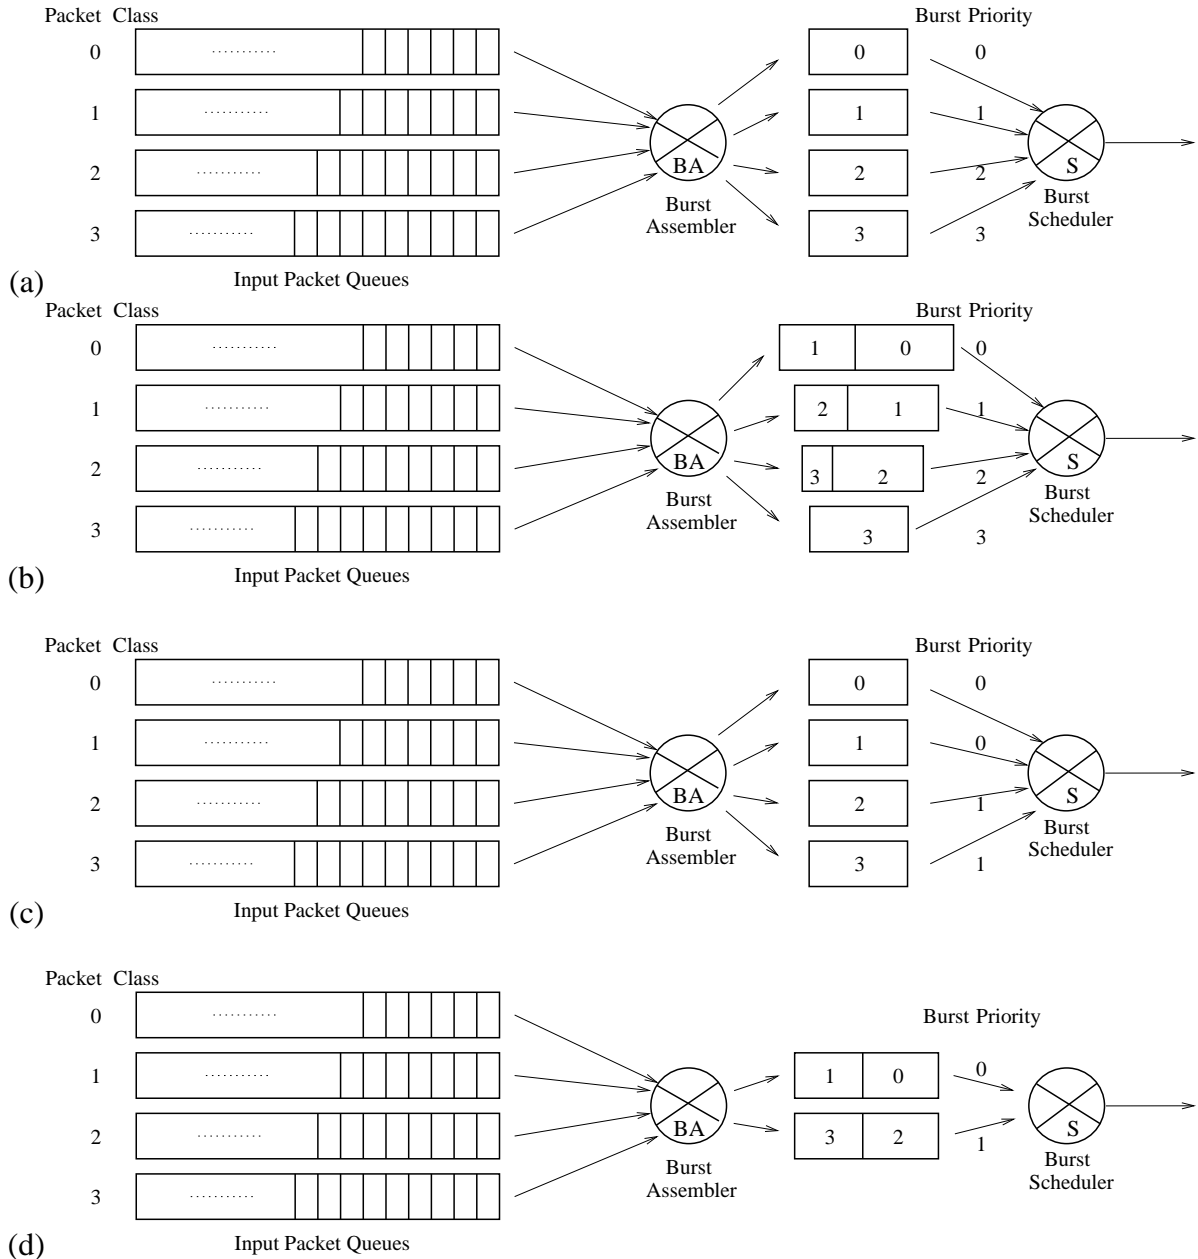 Packet Class Burst Priority
0 0 0
1 1 1
BA S
2 2 2
Burst Assembler Burst Scheduler
3 3 3
(a)
Input Packet Queues
Packet Class Burst Priority
0 1 0 0
1 2 1 1
BA S
2 3 2 2
Burst Assembler Burst Scheduler
3 3 3
Input Packet Queues
(b)
Packet Class Burst Priority
0 0 0
1 1 0
BA S
2 2 1
Burst Assembler Burst Scheduler
3 3 1
Input Packet Queues
(c)
Packet Class
0 Burst Priority
1 1 0 0
BA S
2 3 2 1
Burst Assembler Burst Scheduler
3
Input Packet Queues
(d)